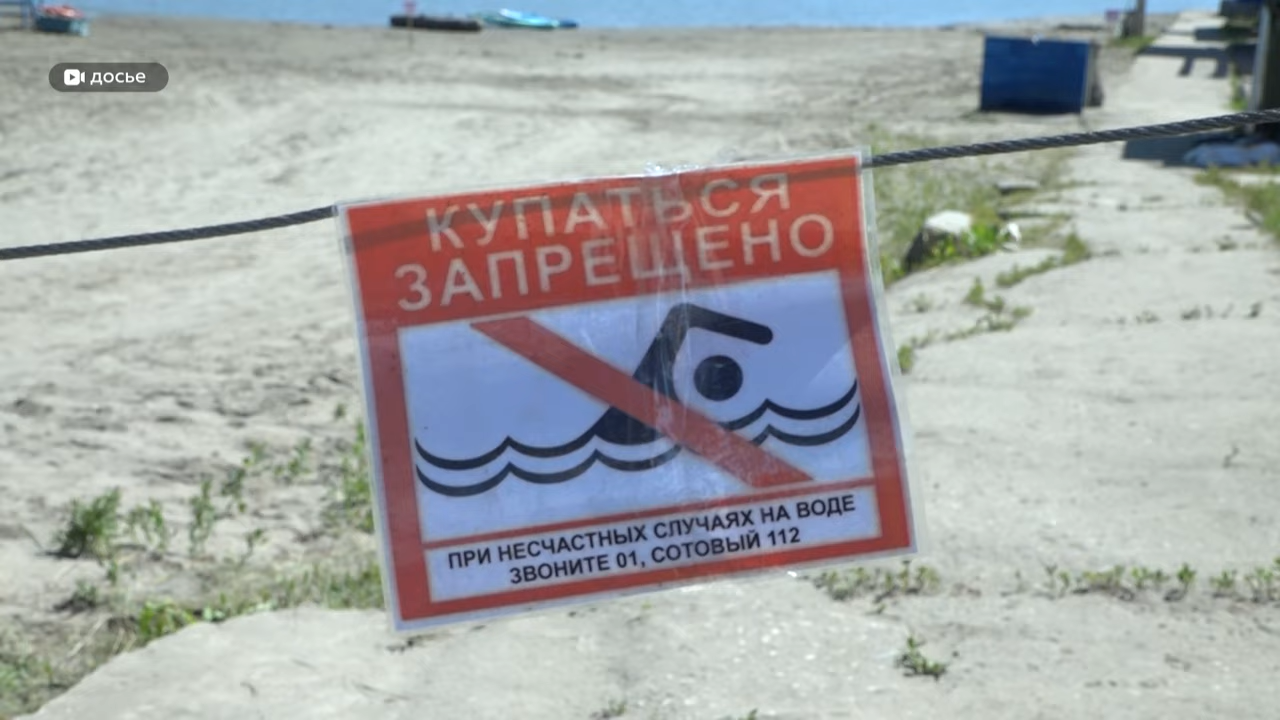 досье
КУПАТЬСЯ
ЗАПРЕЩЕНО
ПРИ НЕСЧАСТНЫХ СЛУЧАЯХ НА ВОДЕ
ЗВОНИТЕ 01, СОТОВЫЙ 112